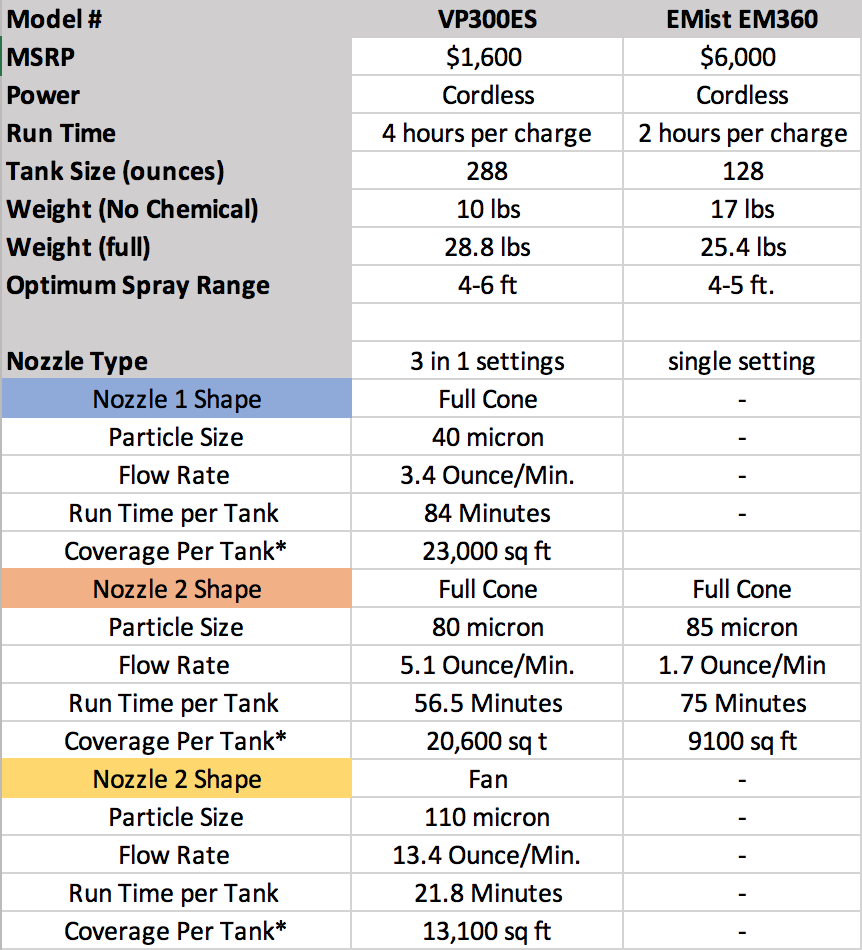 Model # VP300ES EMist EM360
MSRP $1,600 $6,000
Power Cordless Cordless
Run Time 4 hours per charge 2 hours per charge
Tank Size (ounces) 288 128
Weight (No Chemical) 10 lbs 17 lbs
Weight (full) 28.8 lbs 25.4 lbs
Optimum Spray Range 4-6 ft 4-5 ft.
Nozzle Type 3 in 1 settings single setting
Nozzle 1 Shape Full Cone -
Particle Size 40 micron -
Flow Rate 3.4 Ounce/Min. -
Run Time per Tank 84 Minutes -
Coverage Per Tank* 23,000 sq ft
Nozzle 2 Shape Full Cone Full Cone
Particle Size 80 micron 85 micron
Flow Rate 5.1 Ounce/Min. 1.7 Ounce/Min
Run Time per Tank 56.5 Minutes 75 Minutes
Coverage Per Tank* 20,600 sq t 9100 sq ft
Nozzle 2 Shape Fan -
Particle Size 110 micron -
Flow Rate 13.4 Ounce/Min. -
Run Time per Tank 21.8 Minutes -
Coverage Per Tank* 13,100 sq ft -